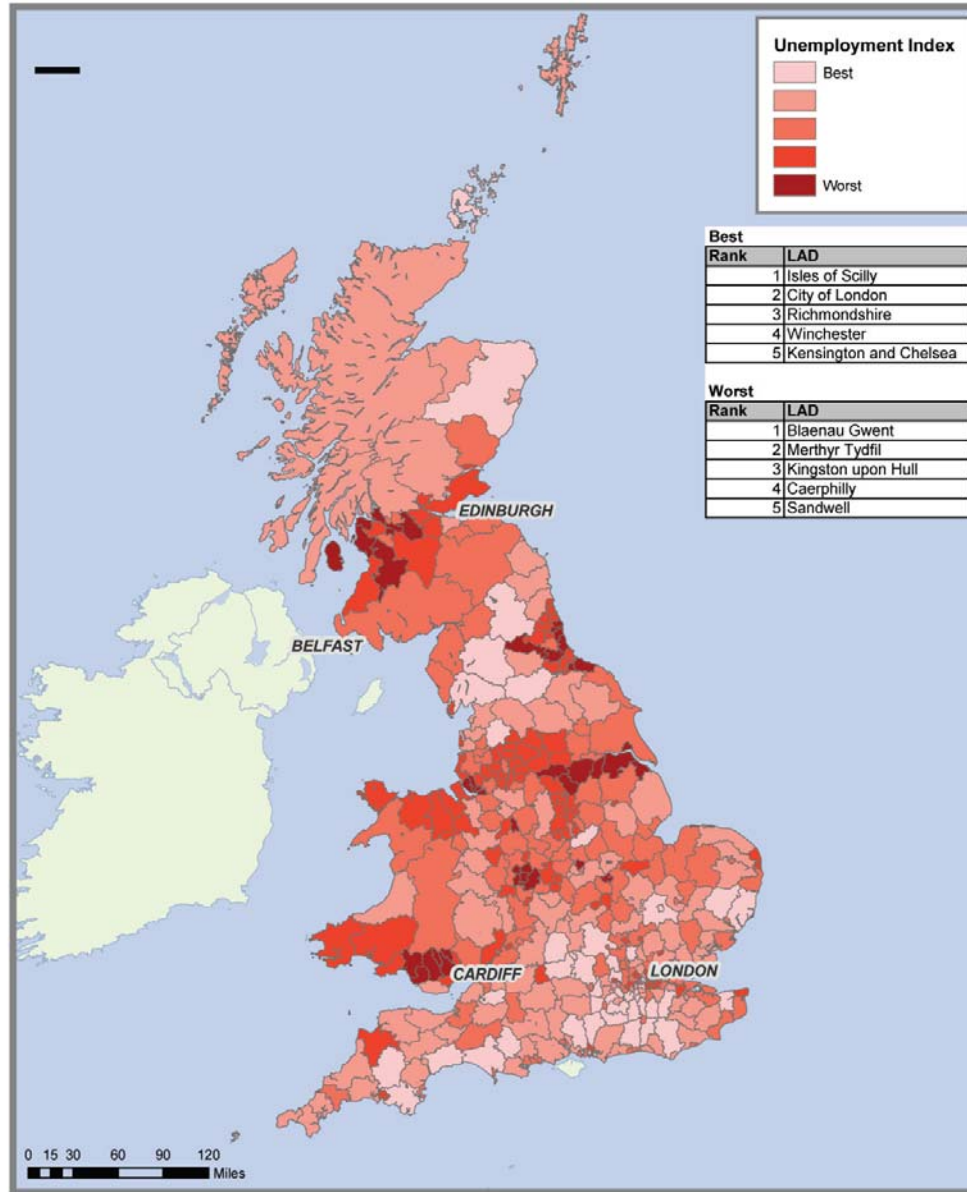 Unemployment Index
Best
Worst
Best
Rank LAD
1 Isles of Scilly
2 City of London
3 Richmondshire
4 Winchester
5 Kensington and Chelsea
Worst
Rank LAD
1 Blaenau Gwent
2 Merthyr Tydfil
3 Kingston upon Hull
4 Caerphilly
5 Sandwell
EDINBURGH
BELFAST
CARDIFF
LONDON
0 15 30 60 90 120
Miles